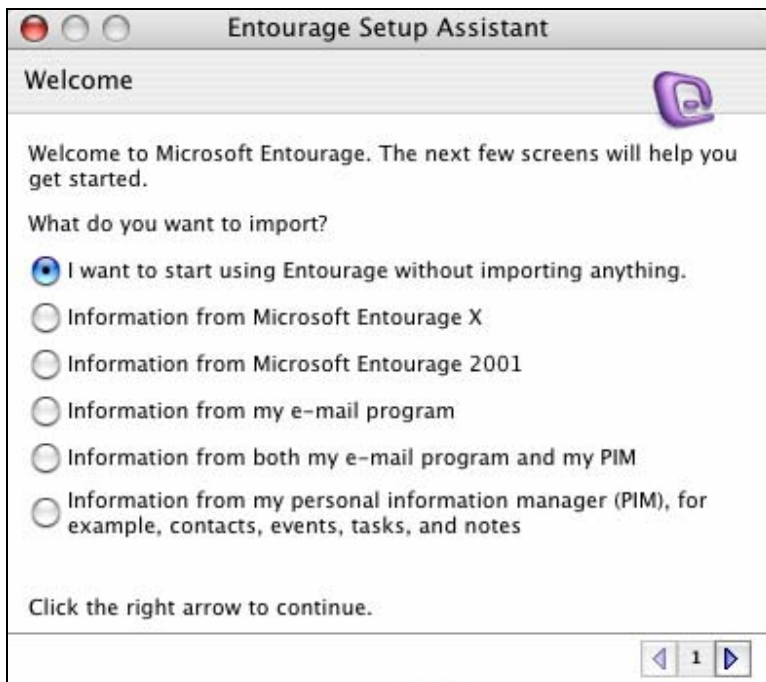 Entourage Setup Assistant
Welcome
Welcome to Microsoft Entourage. The next few screens will help you
get started.
What do you want to import?
I want to start using Entourage without importing anything.
Information from Microsoft Entourage X
Information from Microsoft Entourage 2001
Information from my e-mail program
Information from both my e-mail program and my PIM
Information from my personal information manager (PIM), for
example, contacts, events, tasks, and notes
Click the right arrow to continue.
1